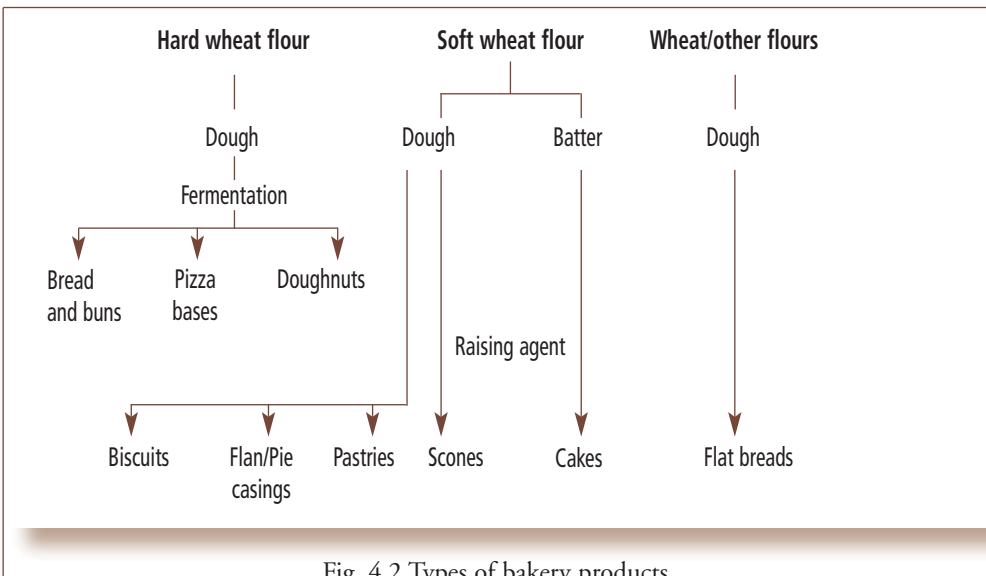 Hard wheat flour
Soft wheat flour
Wheat/other flours
Dough
Dough
Batter
Dough
Fermentation
Bread
and buns
Pizza
bases
Doughnuts
Raising agent
Biscuits
Flan/Pie
casings
Pastries
Scones
Cakes
Flat breads
Fig. 4.2 Types of bakery products